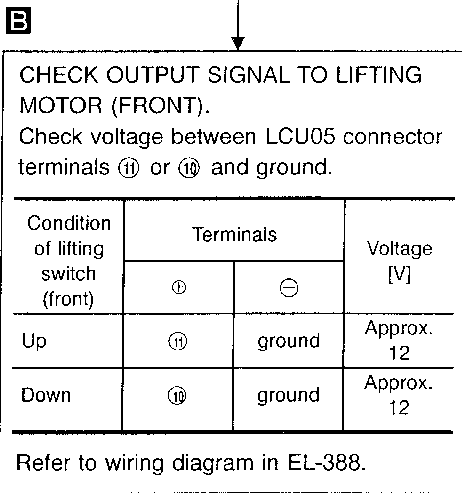 B
CHECK OUTPUT SIGNAL TO LIFTING
MOTOR (FRONT).
Check voltage between LCU05 connector
terminals ⑪ or ⑩ and ground.
Condition of lifting switch (front)
Terminals
Voltage [V]
⊕ ⊖
Up ⑪ ground Approx. 12
Down ⑩ ground Approx. 12
Refer to wiring diagram in EL-388.